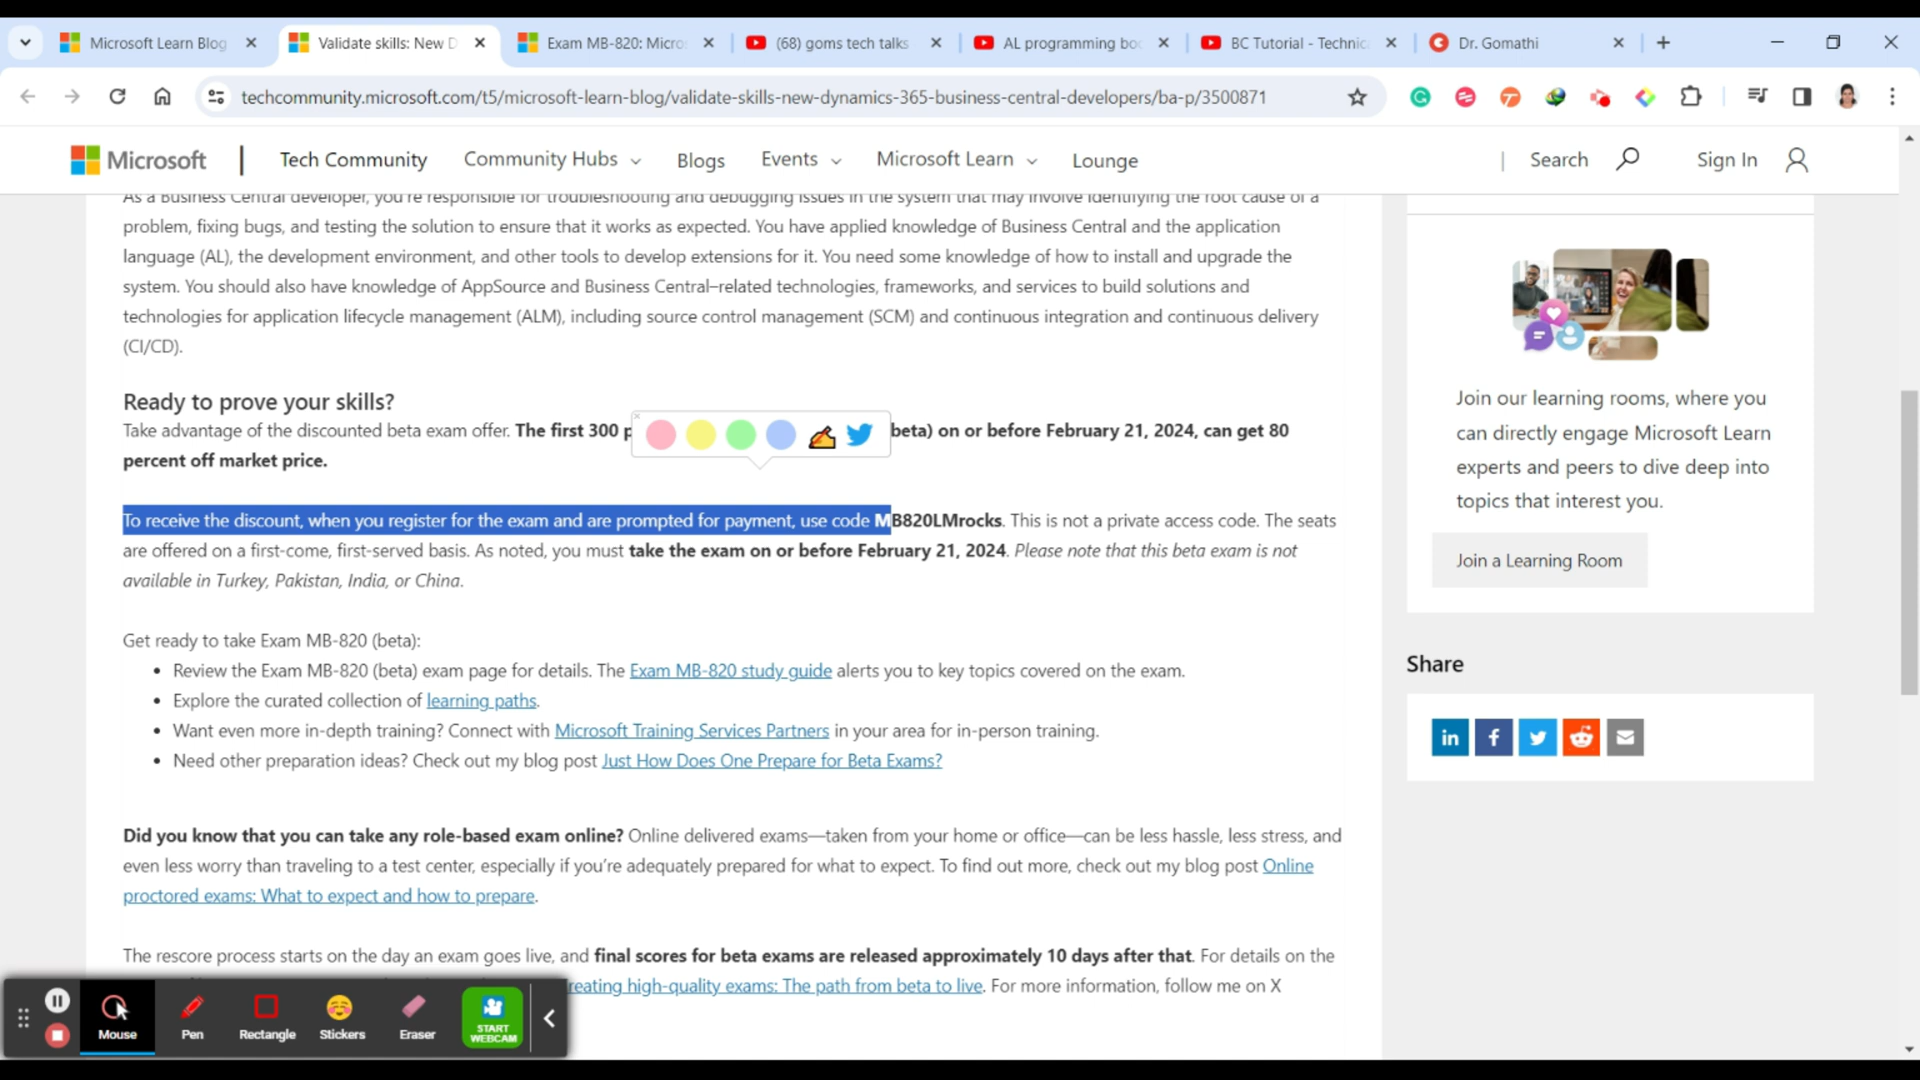 Microsoft Learn Blog
Validate skills: New D
Exam MB-820: Micro
(68) goms tech talks
AL programming bo
BC Tutorial - Technic
Dr. Gomathi
techcommunity.microsoft.com/t5/microsoft-learn-blog/validate-skills-new-dynamics-365-business-central-developers/ba-p/3500871
Microsoft
Tech Community
Community Hubs
Blogs
Events
Microsoft Learn
Lounge
Search
Sign In
As a Business Central developer, you're responsible for troubleshooting and debugging issues in the system that may involve identifying the root cause of a
problem, fixing bugs, and testing the solution to ensure that it works as expected. You have applied knowledge of Business Central and the application
language (AL), the development environment, and other tools to develop extensions for it. You need some knowledge of how to install and upgrade the
system. You should also have knowledge of AppSource and Business Central–related technologies, frameworks, and services to build solutions and
technologies for application lifecycle management (ALM), including source control management (SCM) and continuous integration and continuous delivery
(CI/CD).
Ready to prove your skills?
Take advantage of the discounted beta exam offer. The first 300 p beta) on or before February 21, 2024, can get 80
percent off market price.
To receive the discount, when you register for the exam and are prompted for payment, use code MB820LMrocks. This is not a private access code. The seats
are offered on a first-come, first-served basis. As noted, you must take the exam on or before February 21, 2024. Please note that this beta exam is not
available in Turkey, Pakistan, India, or China.
Get ready to take Exam MB-820 (beta):
• Review the Exam MB-820 (beta) exam page for details. The Exam MB-820 study guide alerts you to key topics covered on the exam.
• Explore the curated collection of learning paths.
• Want even more in-depth training? Connect with Microsoft Training Services Partners in your area for in-person training.
• Need other preparation ideas? Check out my blog post Just How Does One Prepare for Beta Exams?
Did you know that you can take any role-based exam online? Online delivered exams—taken from your home or office—can be less hassle, less stress, and
even less worry than traveling to a test center, especially if you're adequately prepared for what to expect. To find out more, check out my blog post Online
proctored exams: What to expect and how to prepare.
The rescore process starts on the day an exam goes live, and final scores for beta exams are released approximately 10 days after that. For details on the
reating high-quality exams: The path from beta to live. For more information, follow me on X
Join our learning rooms, where you
can directly engage Microsoft Learn
experts and peers to dive deep into
topics that interest you.
Join a Learning Room
Share
in
f
Mouse
Pen
Rectangle
Stickers
Eraser
START
WEBCAM